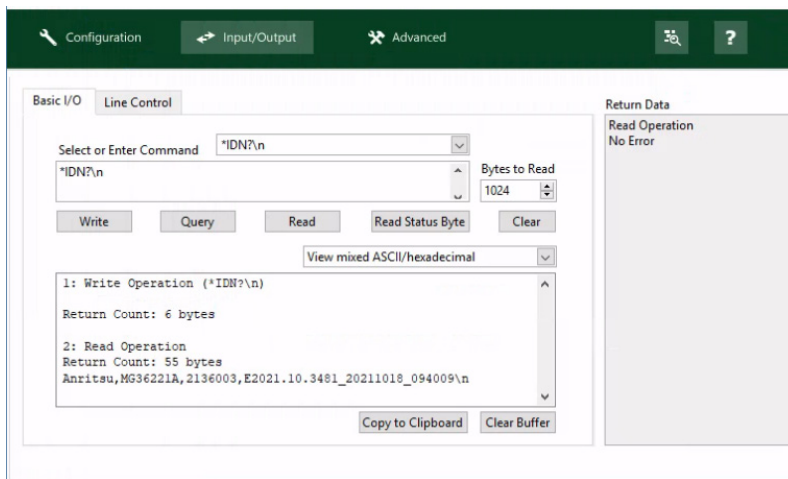 Configuration
Input/Output
Advanced
?
Basic I/O
Line Control
Return Data
Read Operation
No Error
Select or Enter Command
*IDN?\n
*IDN?\n
Bytes to Read
1024
Write
Query
Read
Read Status Byte
Clear
View mixed ASCII/hexadecimal
1: Write Operation (*IDN?\n)
Return Count: 6 bytes
2: Read Operation
Return Count: 55 bytes
Anritsu,MG36221A,2136003,E2021.10.3481_20211018_094009\n
Copy to Clipboard
Clear Buffer